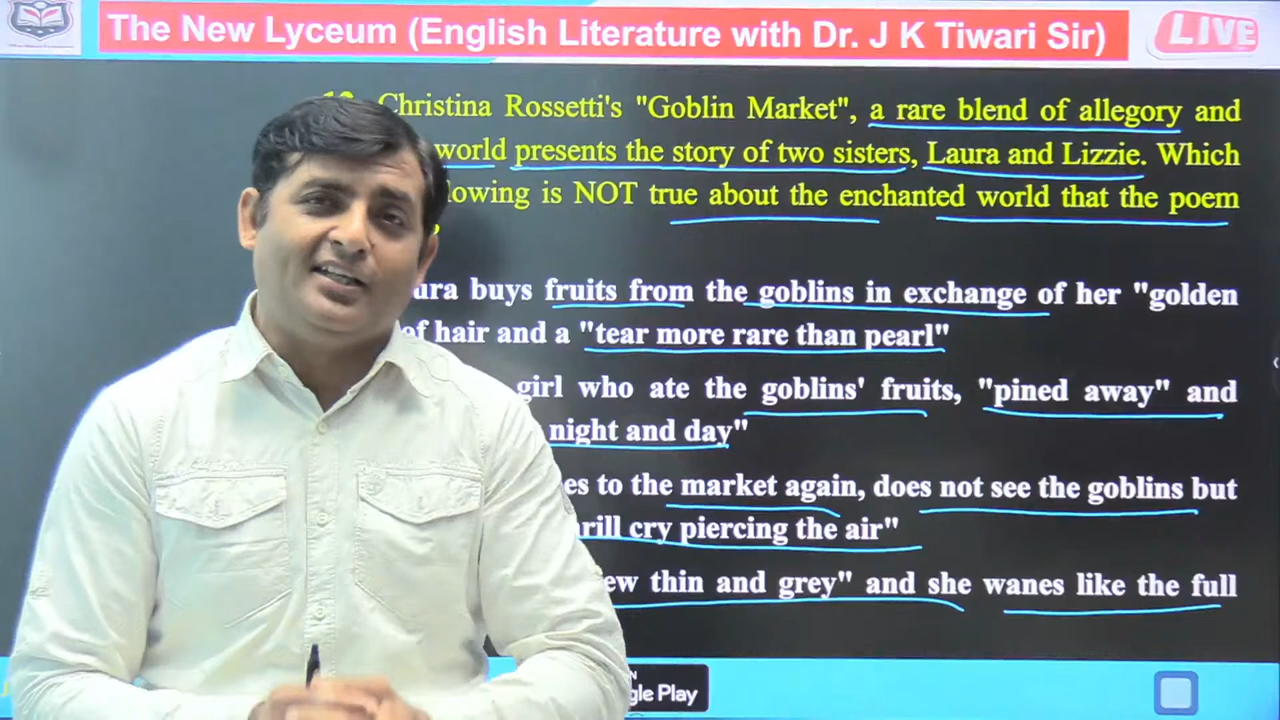 The New Lyceum (English Literature with Dr. J K Tiwari Sir)
LIVE
Christina Rossetti's "Goblin Market", a rare blend of allegory and
world presents the story of two sisters, Laura and Lizzie. Which
lowing is NOT true about the enchanted world that the poem
ura buys fruits from the goblins in exchange of her "golden
of hair and a "tear more rare than pearl"
girl who ate the goblins' fruits, "pined away" and
night and day"
es to the market again, does not see the goblins but
rill cry piercing the air"
ew thin and grey" and she wanes like the full
gle Play